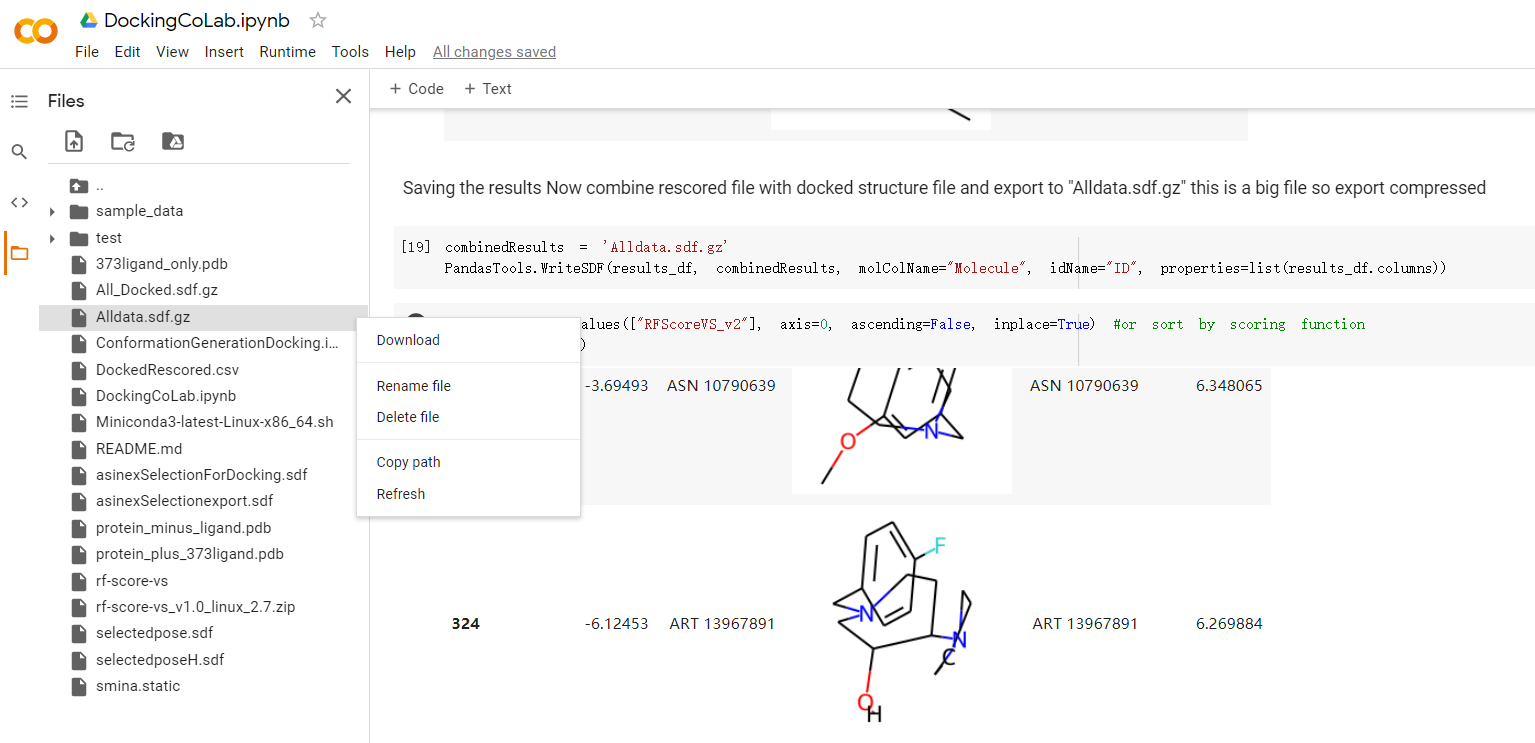 DockingCoLab.ipynb
File Edit View Insert Runtime Tools Help All changes saved
Files
+ Code + Text
..
sample_data
test
373ligand_only.pdb
All_Docked.sdf.gz
Alldata.sdf.gz
ConformationGenerationDocking.i...
DockedRescored.csv
DockingCoLab.ipynb
Miniconda3-latest-Linux-x86_64.sh
README.md
asinexSelectionForDocking.sdf
asinexSelectionexport.sdf
protein_minus_ligand.pdb
protein_plus_373ligand.pdb
rf-score-vs
rf-score-vs_v1.0_linux_2.7.zip
selectedpose.sdf
selectedposeH.sdf
smina.static
Download
Rename file
Delete file
Copy path
Refresh
Saving the results Now combine rescored file with docked structure file and export to "Alldata.sdf.gz" this is a big file so export compressed
[19] combinedResults = 'Alldata.sdf.gz'
PandasTools.WriteSDF(results_df, combinedResults, molColName="Molecule", idName="ID", properties=list(results_df.columns))
alues(["RFScoreVS_v2"], axis=0, ascending=False, inplace=True) #or sort by scoring function
)
-3.69493 ASN 10790639 ASN 10790639 6.348065
N
O
F
324 -6.12453 ART 13967891 ART 13967891 6.269884
N
N
C
O
H